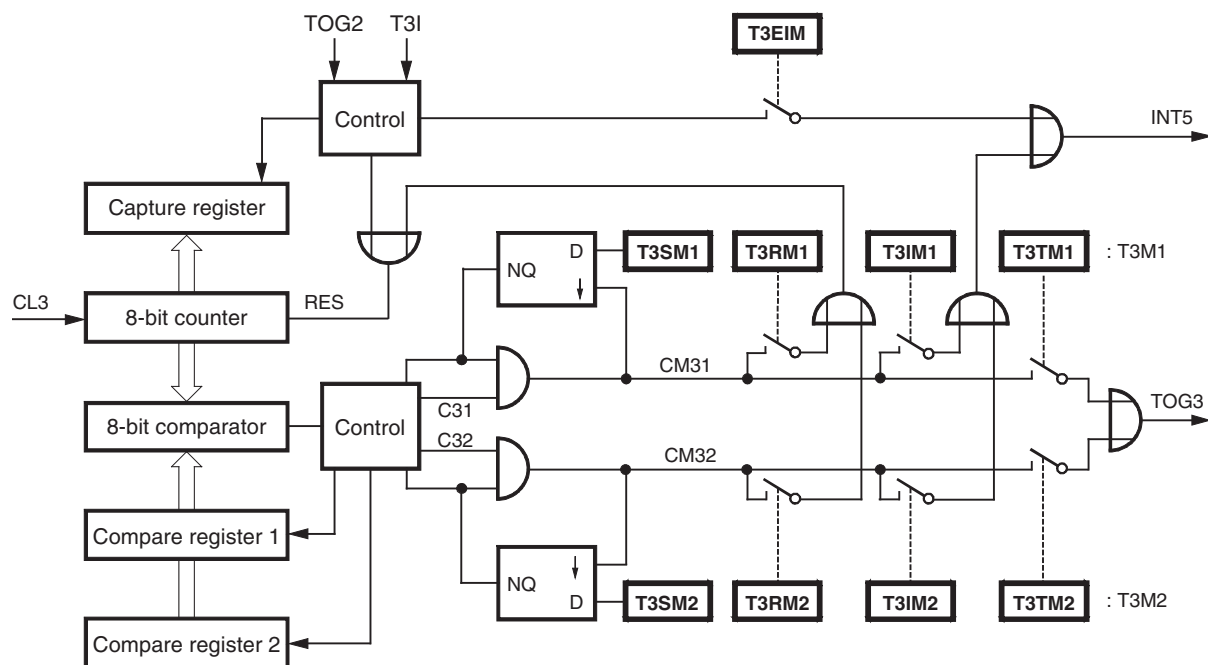 TOG2 T3I
T3EIM
Control
INT5
Capture register
NQ
D
T3SM1
T3RM1
T3IM1
T3TM1
: T3M1
CL3
8-bit counter
RES
CM31
C31
8-bit comparator
Control
C32
TOG3
CM32
Compare register 1
NQ
D
T3SM2
T3RM2
T3IM2
T3TM2
: T3M2
Compare register 2